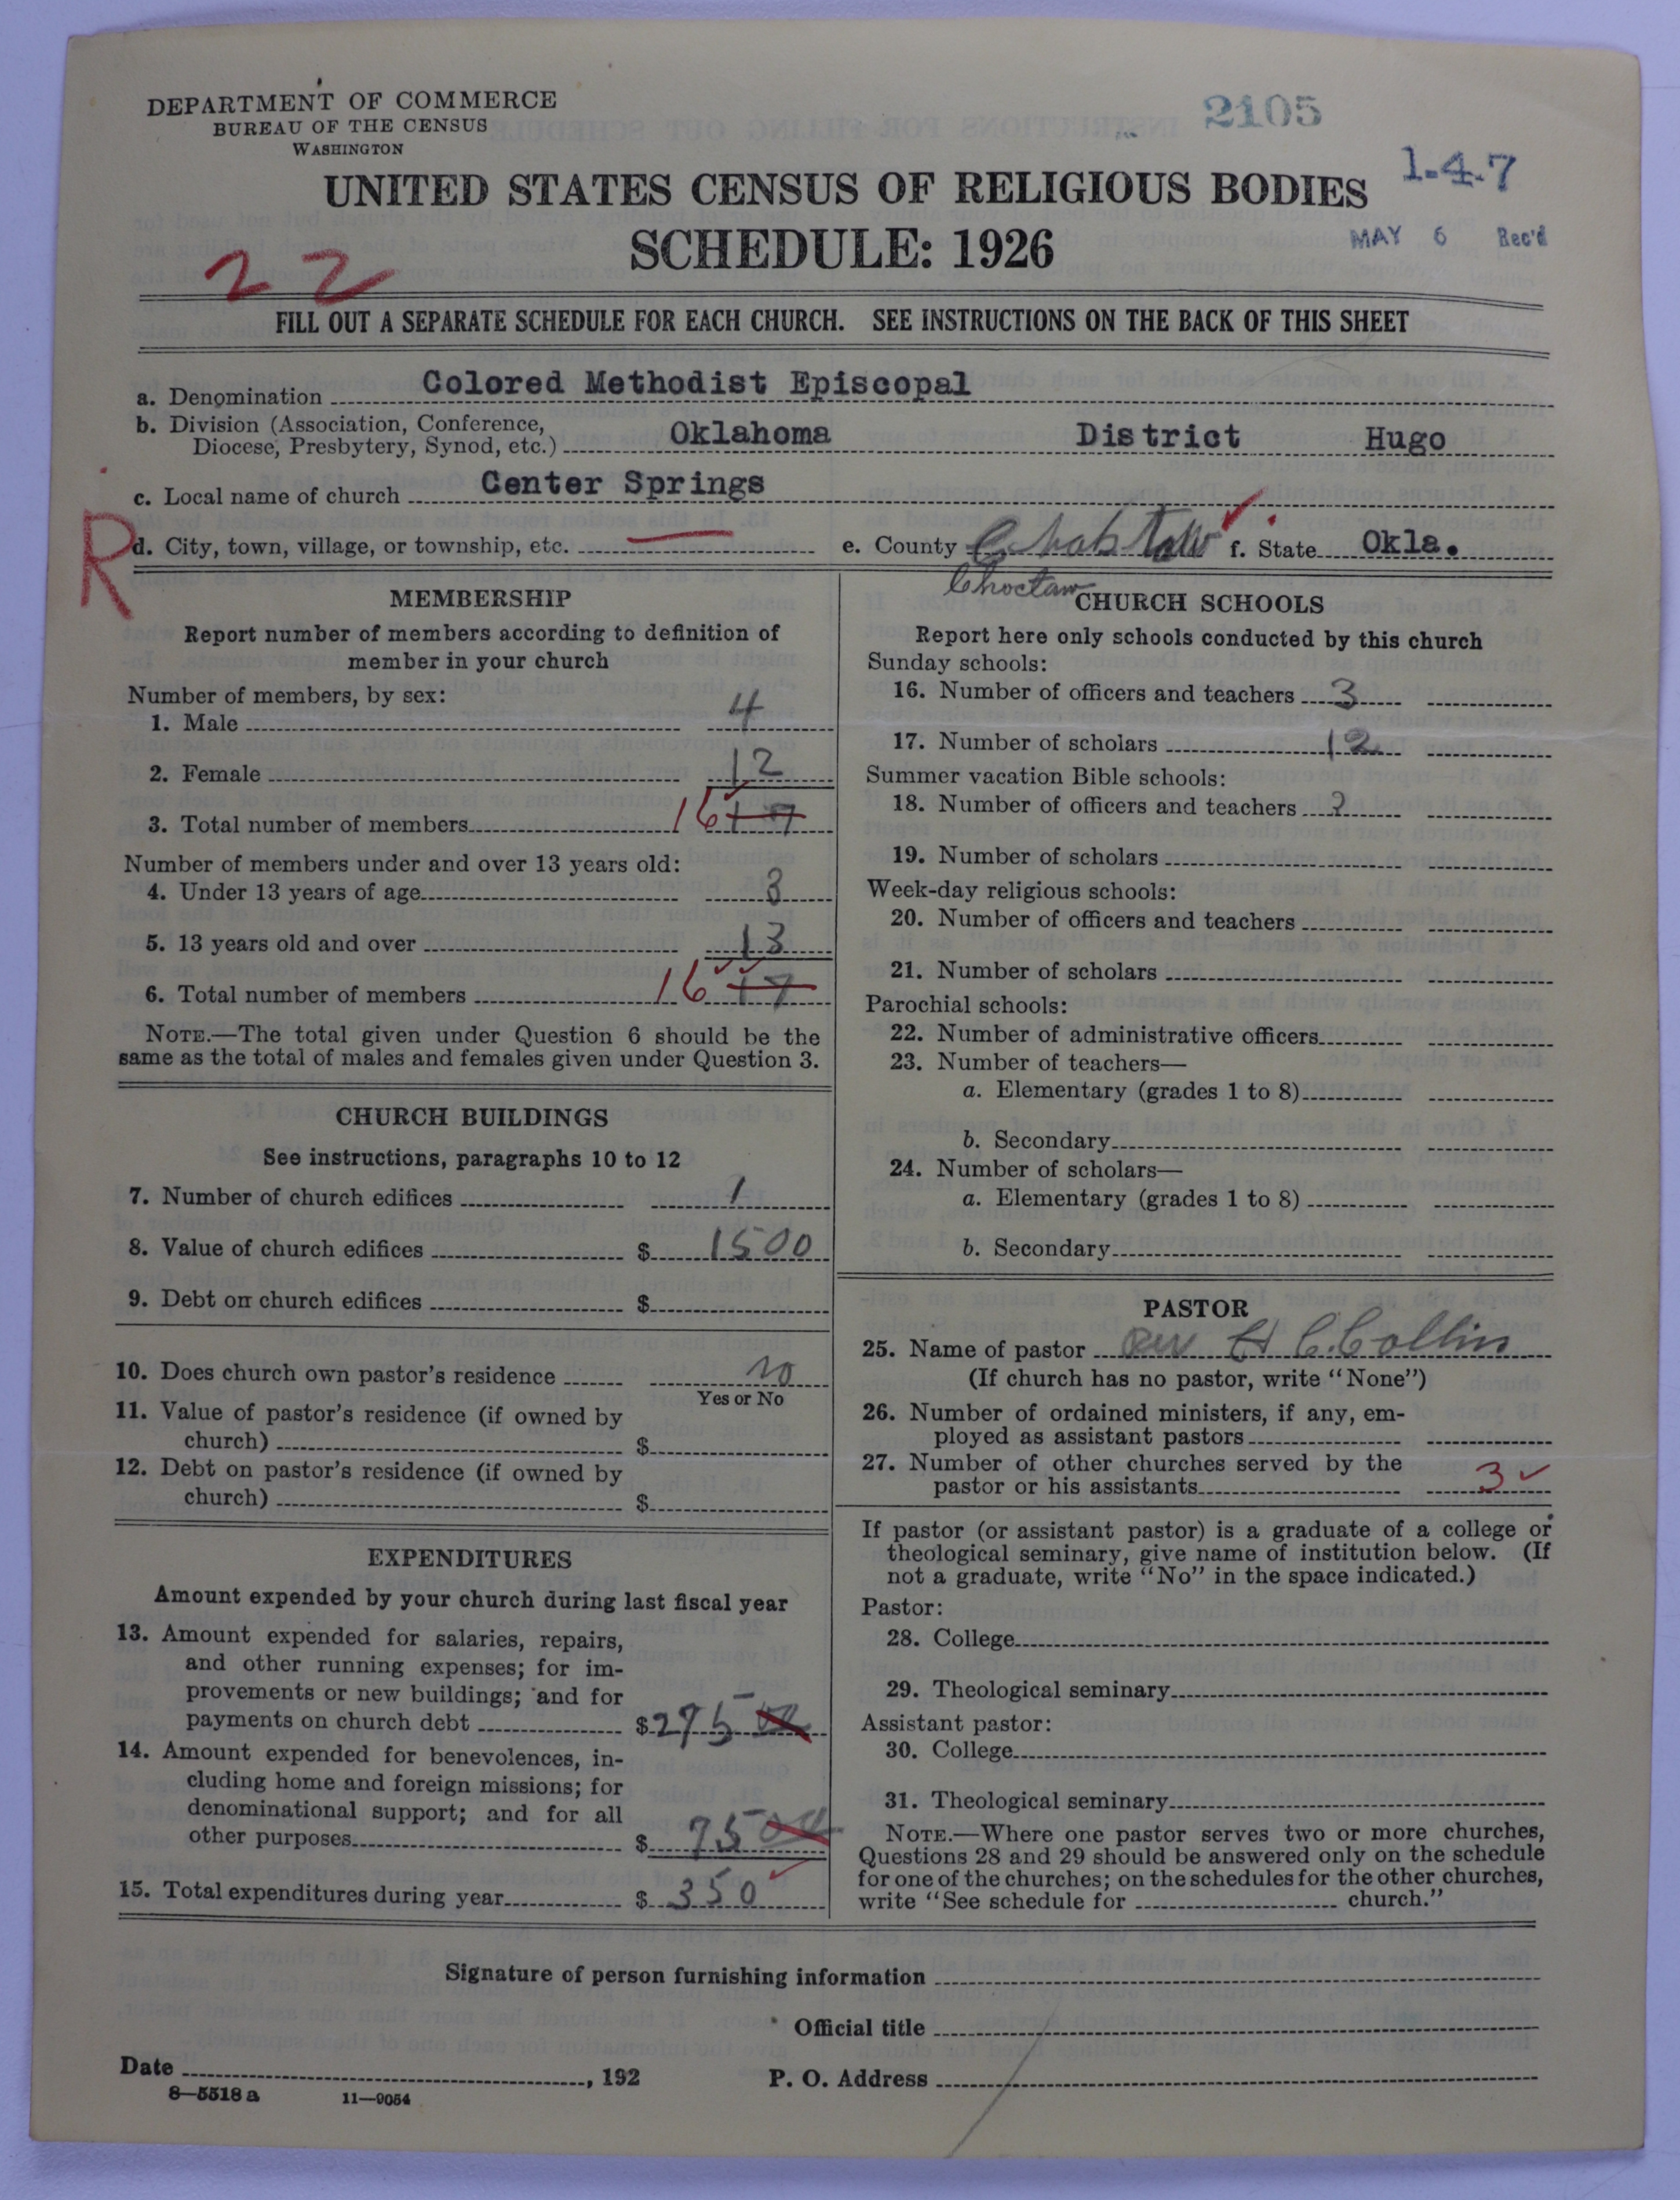 DEPARTMENT OF COMMERCE
BUREAU OF THE CENSUS
WASHINGTON
2105
1-4-7
UNITED STATES CENSUS OF RELIGIOUS BODIES
SCHEDULE: 1926
MAY 6 Rec'd
22
FILL OUT A SEPARATE SCHEDULE FOR EACH CHURCH. SEE INSTRUCTIONS ON THE BACK OF THIS SHEET
a. Denomination Colored Methodist Episcopal
b. Division (Association, Conference,
Diocese, Presbytery, Synod, etc.) Oklahoma District Hugo
c. Local name of church Center Springs
R
d. City, town, village, or township, etc. — e. County f. State Okla.
Choctaw
MEMBERSHIP
Report number of members according to definition of
member in your church
Number of members, by sex:
1. Male 4
2. Female 12
3. Total number of members 16 17
Number of members under and over 13 years old:
4. Under 13 years of age 3
5. 13 years old and over 13
6. Total number of members 16 17
NOTE.—The total given under Question 6 should be the
same as the total of males and females given under Question 3.
CHURCH BUILDINGS
See instructions, paragraphs 10 to 12
7. Number of church edifices 1
8. Value of church edifices $ 1500
9. Debt on church edifices $
10. Does church own pastor's residence no
Yes or No
11. Value of pastor's residence (if owned by
church) $
12. Debt on pastor's residence (if owned by
church) $
EXPENDITURES
Amount expended by your church during last fiscal year
13. Amount expended for salaries, repairs,
and other running expenses; for im-
provements or new buildings; and for
payments on church debt $ 275 00
14. Amount expended for benevolences, in-
cluding home and foreign missions; for
denominational support; and for all
other purposes $ 75 00
15. Total expenditures during year $ 350
CHURCH SCHOOLS
Report here only schools conducted by this church
Sunday schools:
16. Number of officers and teachers 3
17. Number of scholars 12
Summer vacation Bible schools:
18. Number of officers and teachers 2
19. Number of scholars
Week-day religious schools:
20. Number of officers and teachers
21. Number of scholars
Parochial schools:
22. Number of administrative officers
23. Number of teachers—
a. Elementary (grades 1 to 8)
b. Secondary
24. Number of scholars—
a. Elementary (grades 1 to 8)
b. Secondary
PASTOR
25. Name of pastor Rev H C. Collin
(If church has no pastor, write "None")
26. Number of ordained ministers, if any, em-
ployed as assistant pastors
27. Number of other churches served by the
pastor or his assistants 3
If pastor (or assistant pastor) is a graduate of a college or
theological seminary, give name of institution below. (If
not a graduate, write "No" in the space indicated.)
Pastor:
28. College
29. Theological seminary
Assistant pastor:
30. College
31. Theological seminary
NOTE.—Where one pastor serves two or more churches,
Questions 28 and 29 should be answered only on the schedule
for one of the churches; on the schedules for the other churches,
write "See schedule for church."
Signature of person furnishing information
Official title
Date , 192 P. O. Address
8—5518 a 11—9054